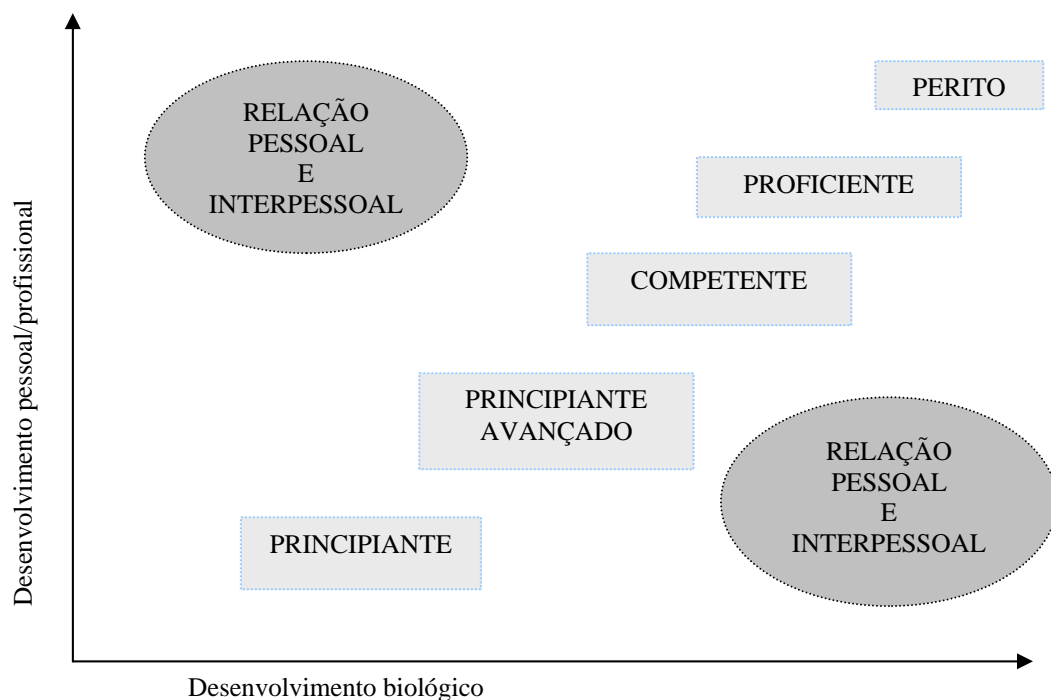 PERITO
RELAÇÃO
PESSOAL
E
INTERPESSOAL
PROFICIENTE
COMPETENTE
PRINCIPIANTE
AVANÇADO
RELAÇÃO
PESSOAL
E
INTERPESSOAL
PRINCIPIANTE
Desenvolvimento pessoal/profissional
Desenvolvimento biológico